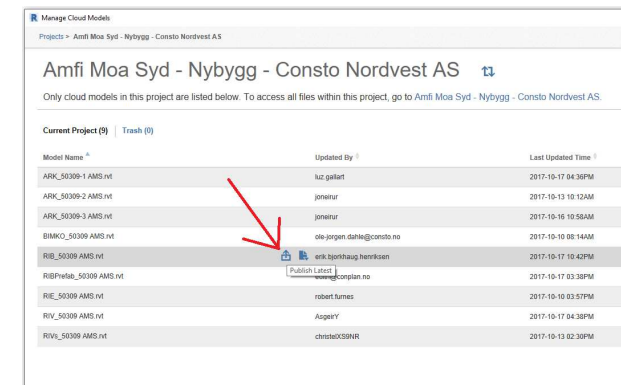 Manage Cloud Models
Projects > Amfi Moa Syd - Nybygg - Consto Nordvest AS
Amfi Moa Syd - Nybygg - Consto Nordvest AS
Only cloud models in this project are listed below. To access all files within this project, go to Amfi Moa Syd - Nybygg - Consto Nordvest AS.
Current Project (9) | Trash (0)
Model Name Updated By Last Updated Time
ARK_50309-1 AMS.rvt luz.gallart 2017-10-17 04:36PM
ARK_50309-2 AMS.rvt joneirur 2017-10-13 10:12AM
ARK_50309-3 AMS.rvt joneirur 2017-10-16 10:58AM
BIMKO_50309 AMS.rvt ole-jorgen.dahle@consto.no 2017-10-10 08:14AM
RIB_50309 AMS.rvt erik.bjorkhaug.henriksen 2017-10-17 10:42PM
Publish Latest
RIBPrefab_50309 AMS.rvt 2017-10-17 03:38PM
RIE_50309 AMS.rvt robert.furnes 2017-10-10 03:57PM
RIV_50309 AMS.rvt AsgeirY 2017-10-17 04:38PM
RIVs_50309 AMS.rvt christelXS9NR 2017-10-13 02:30PM